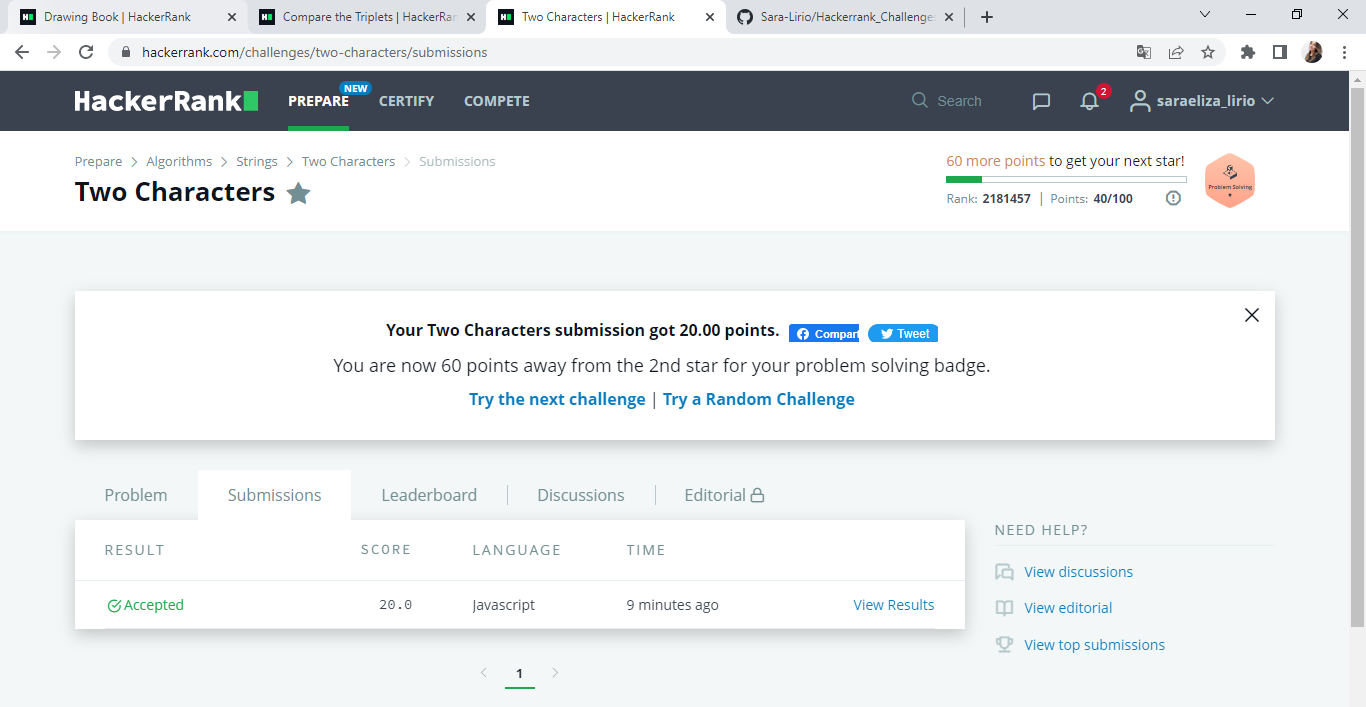 Drawing Book | HackerRank
Compare the Triplets | HackerRan
Two Characters | HackerRank
Sara-Lirio/Hackerrank_Challenge
hackerrank.com/challenges/two-characters/submissions
HackerRank
PREPARE
NEW
CERTIFY
COMPETE
Search
2
saraeliza_lirio
Prepare > Algorithms > Strings > Two Characters > Submissions
Two Characters
60 more points to get your next star!
Rank: 2181457 | Points: 40/100
Problem Solving
Your Two Characters submission got 20.00 points.
Compart
Tweet
You are now 60 points away from the 2nd star for your problem solving badge.
Try the next challenge | Try a Random Challenge
Problem
Submissions
Leaderboard
Discussions
Editorial
RESULT SCORE LANGUAGE TIME
Accepted 20.0 Javascript 9 minutes ago View Results
1
NEED HELP?
View discussions
View editorial
View top submissions